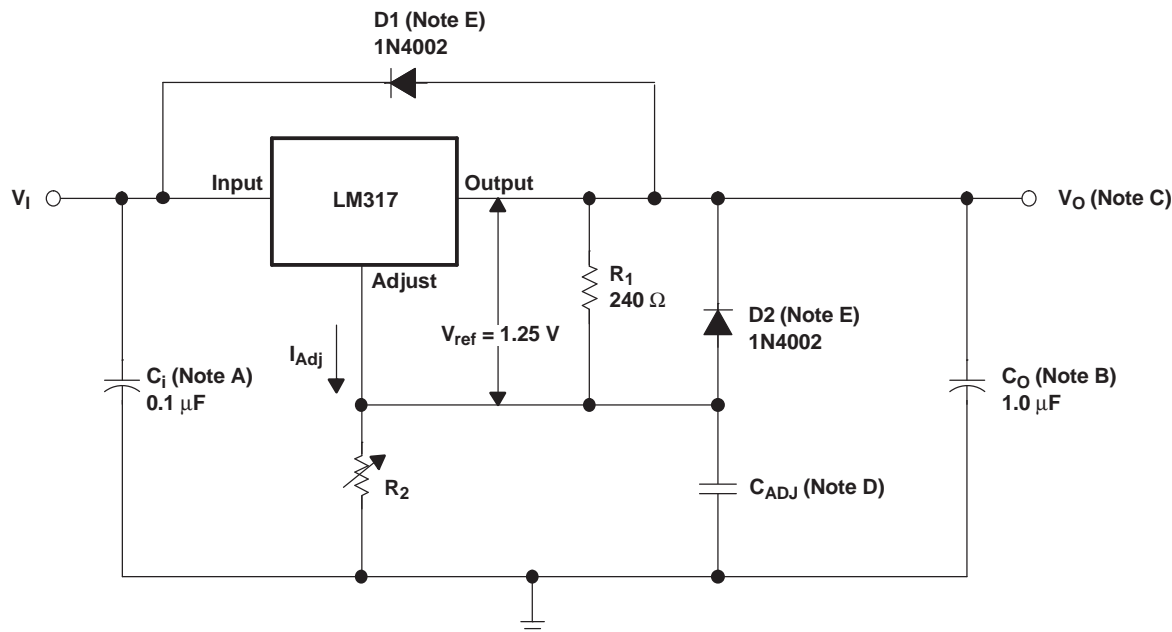 D1 (Note E)
1N4002
Input
LM317
Output
VI
VO (Note C)
Adjust
R1
240 Ω
D2 (Note E)
1N4002
Vref = 1.25 V
IAdj
Ci (Note A)
0.1 µF
CO (Note B)
1.0 µF
R2
CADJ (Note D)